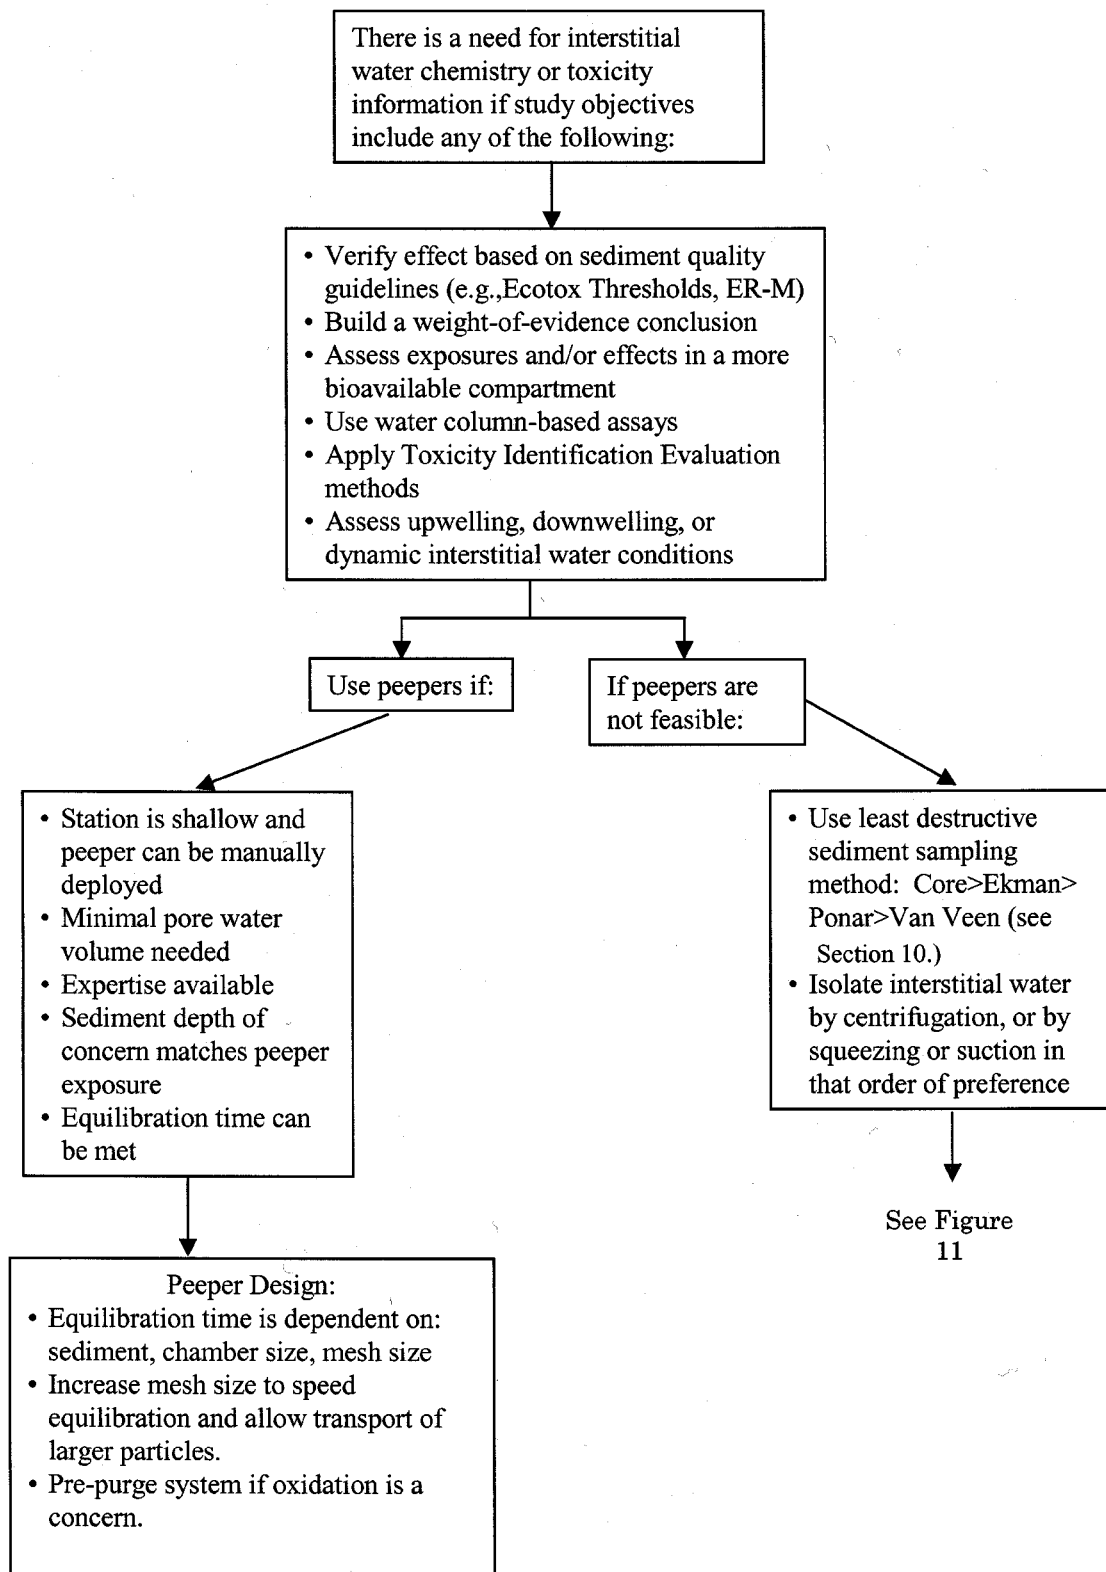 There is a need for interstitial
water chemistry or toxicity
information if study objectives
include any of the following:
• Verify effect based on sediment quality
guidelines (e.g.,Ecotox Thresholds, ER-M)
• Build a weight-of-evidence conclusion
• Assess exposures and/or effects in a more
bioavailable compartment
• Use water column-based assays
• Apply Toxicity Identification Evaluation
methods
• Assess upwelling, downwelling, or
dynamic interstitial water conditions
Use peepers if:
If peepers are
not feasible:
• Station is shallow and
peeper can be manually
deployed
• Minimal pore water
volume needed
• Expertise available
• Sediment depth of
concern matches peeper
exposure
• Equilibration time can
be met
• Use least destructive
sediment sampling
method: Core>Ekman>
Ponar>Van Veen (see
Section 10.)
• Isolate interstitial water
by centrifugation, or by
squeezing or suction in
that order of preference
See Figure
11
Peeper Design:
• Equilibration time is dependent on:
sediment, chamber size, mesh size
• Increase mesh size to speed
equilibration and allow transport of
larger particles.
• Pre-purge system if oxidation is a
concern.